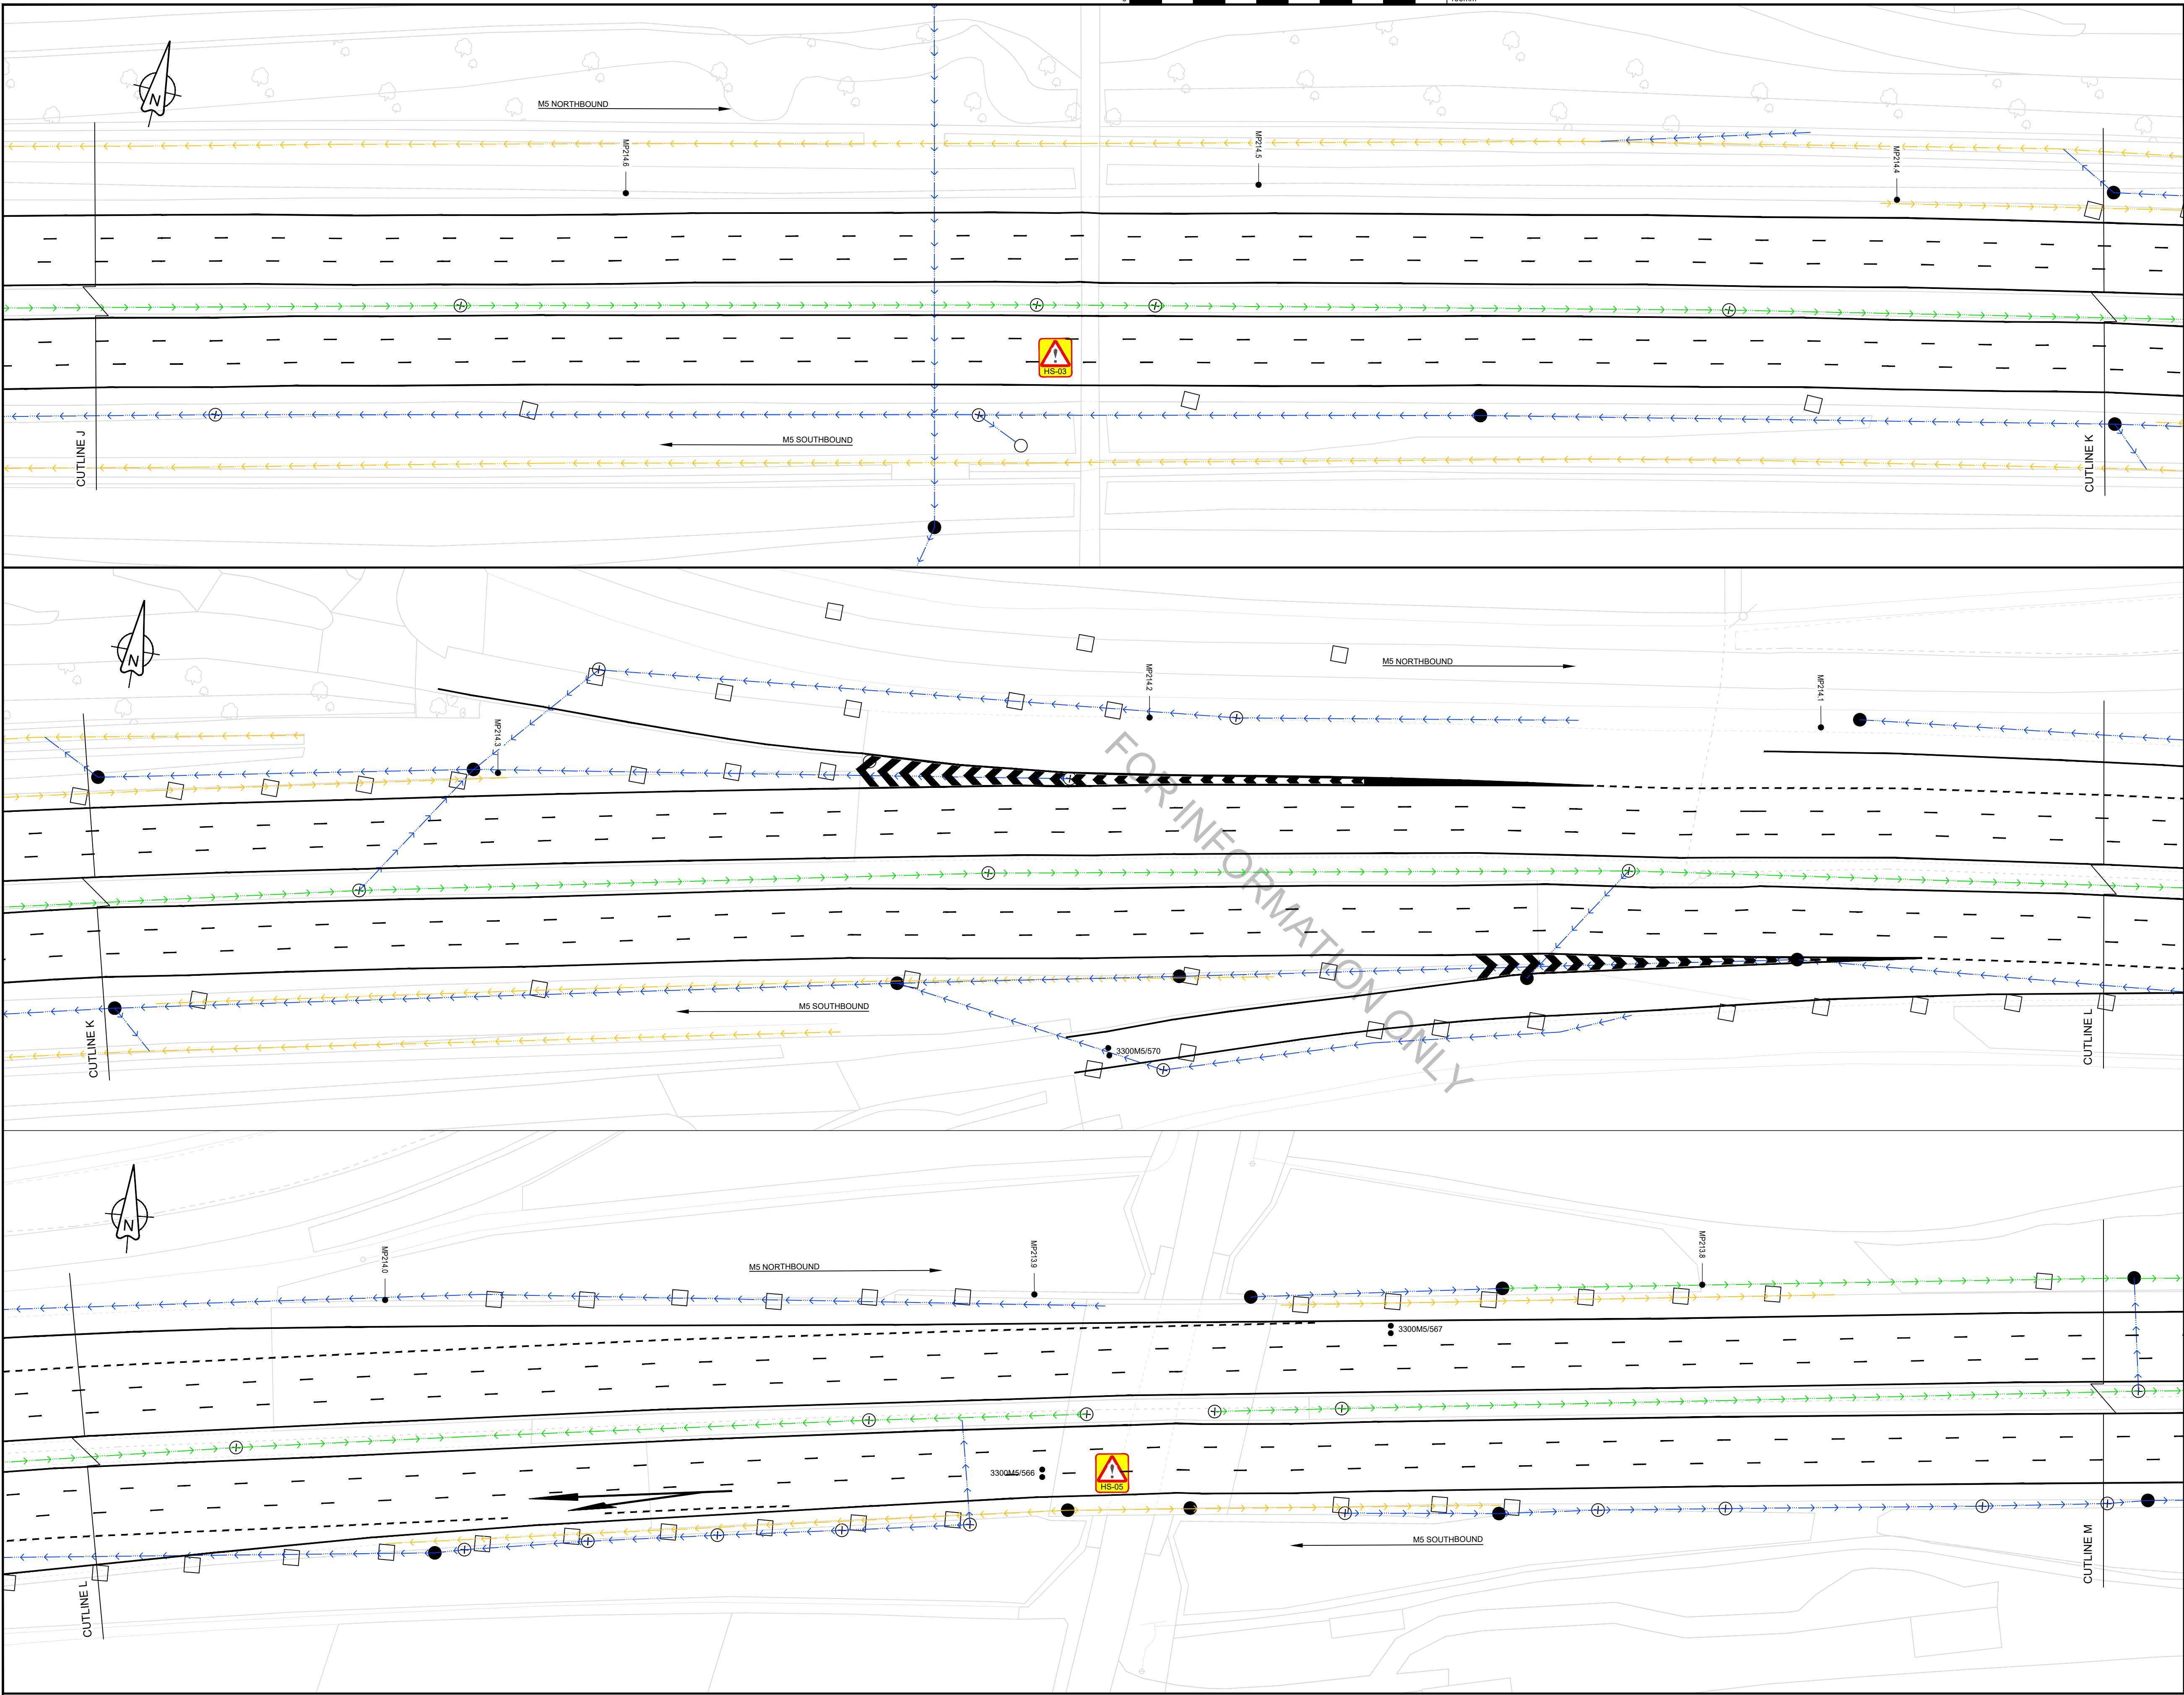 N
M5 NORTHBOUND
MP214.6
MP214.5
MP214.4
HS-03
M5 SOUTHBOUND
CUTLINE J
CUTLINE K
N
M5 NORTHBOUND
MP214.3
MP214.2
MP214.1
FOR INFORMATION ONLY
M5 SOUTHBOUND
3300M5/570
CUTLINE K
CUTLINE L
N
M5 NORTHBOUND
MP214.0
MP213.9
MP213.8
3300M5/567
3300M5/566
HS-05
M5 SOUTHBOUND
CUTLINE L
CUTLINE M